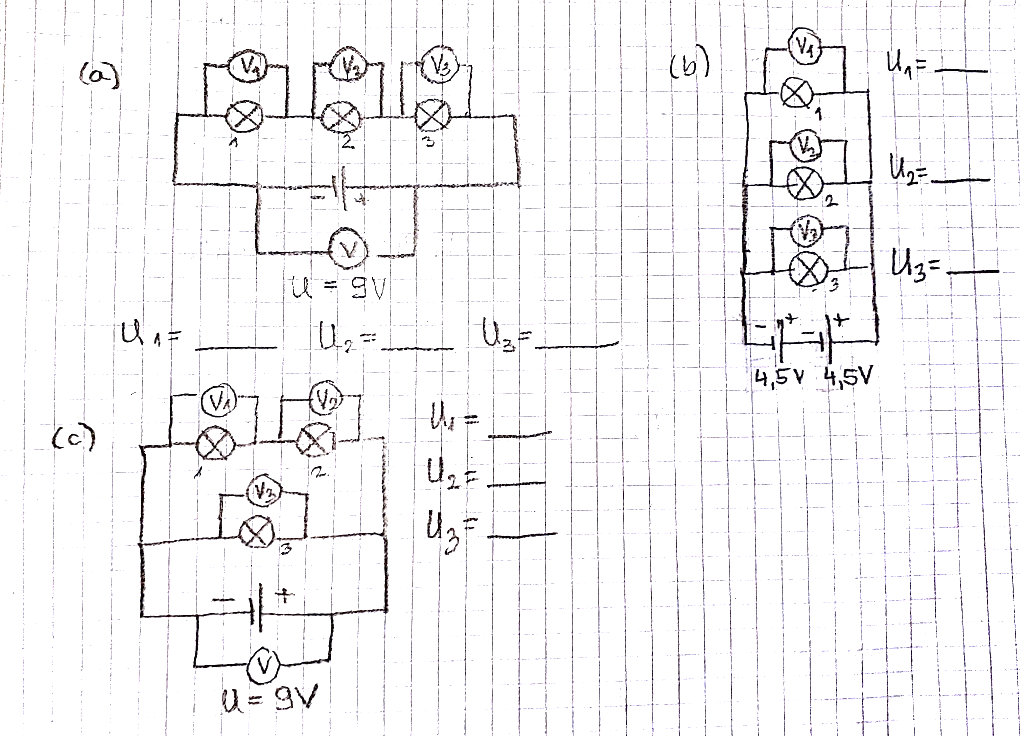 (a)
V1 V2 V3
1 2 3
- +
V
U = 9V
U1= ____ U2= ____ U3= ____
(b)
V1
1
U1= ____
V2
2
U2= ____
V3
3
U3= ____
- + - +
4,5V 4,5V
(c)
V1 V2
1 2
V3
3
- +
V
U = 9V
U1= ____
U2= ____
U3= ____